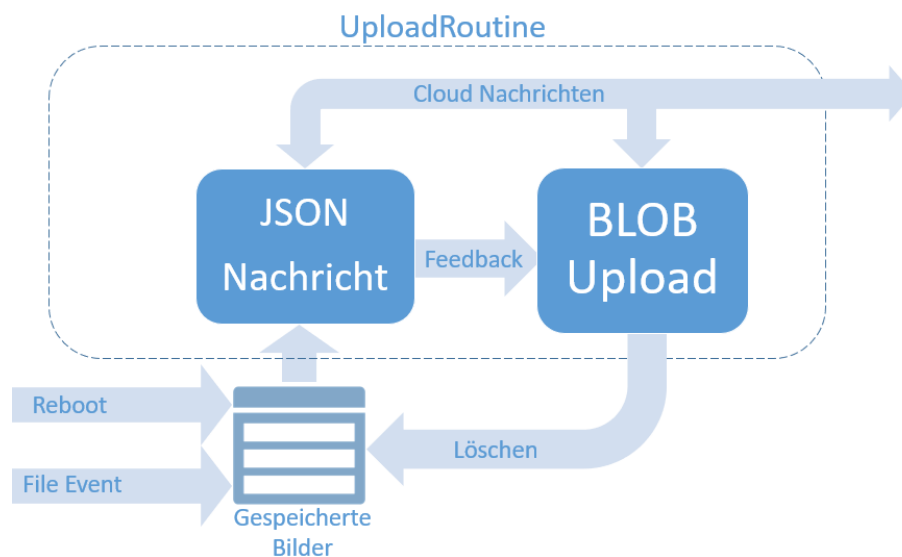 UploadRoutine
Cloud Nachrichten
JSON
Nachricht
Feedback
BLOB
Upload
Reboot
File Event
Löschen
Gespeicherte
Bilder